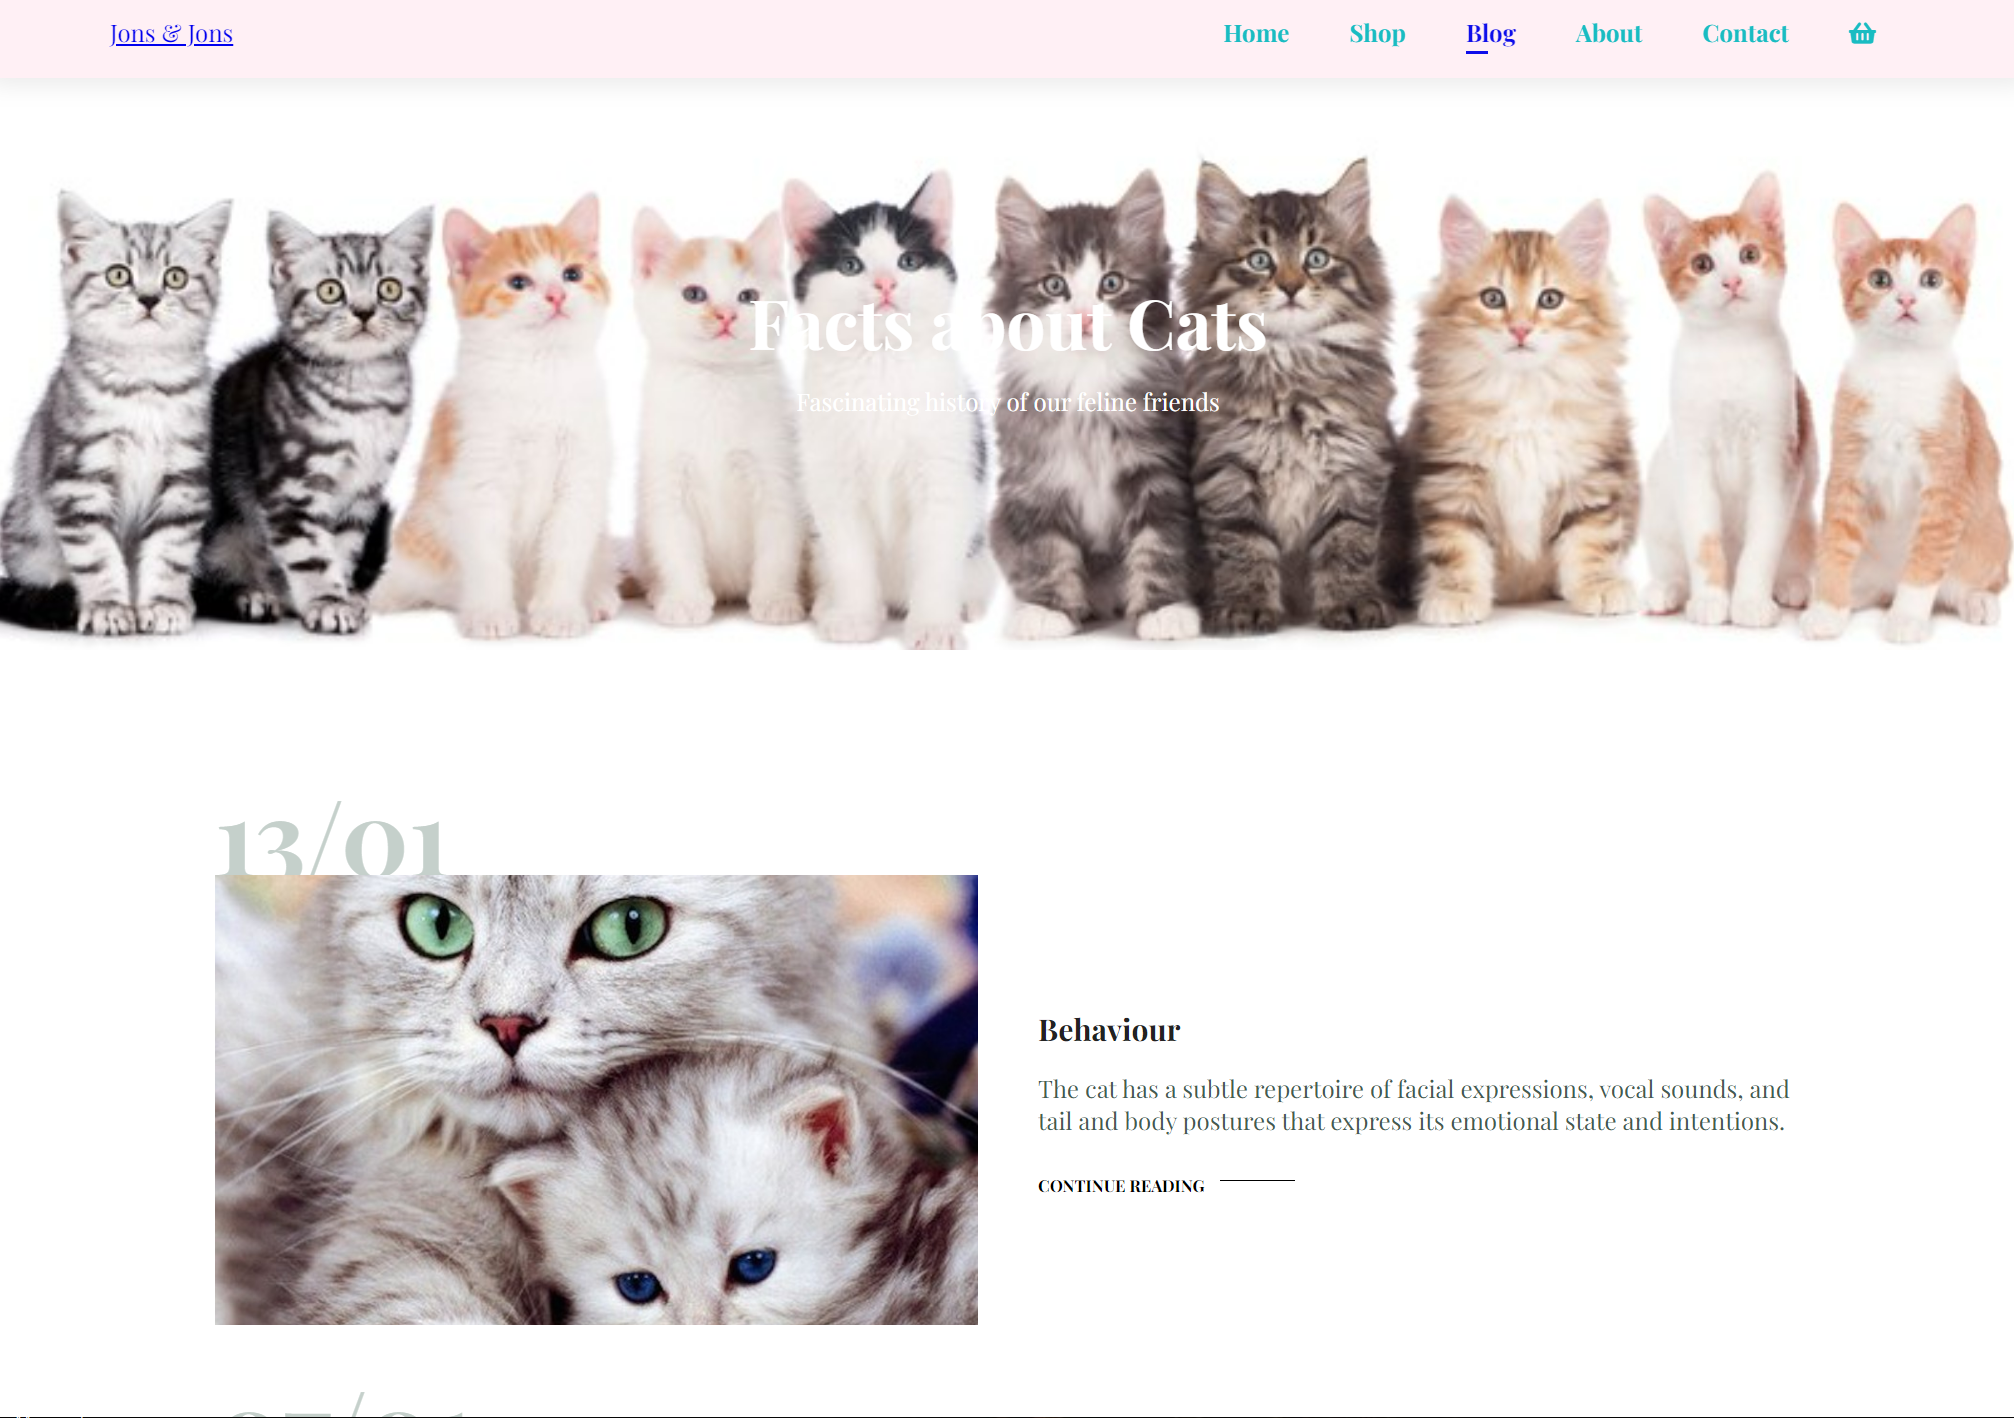 Jons & Jons
Home Shop Blog About Contact
Facts about Cats
Fascinating history of our feline friends
13/01
Behaviour
The cat has a subtle repertoire of facial expressions, vocal sounds, and
tail and body postures that express its emotional state and intentions.
CONTINUE READING